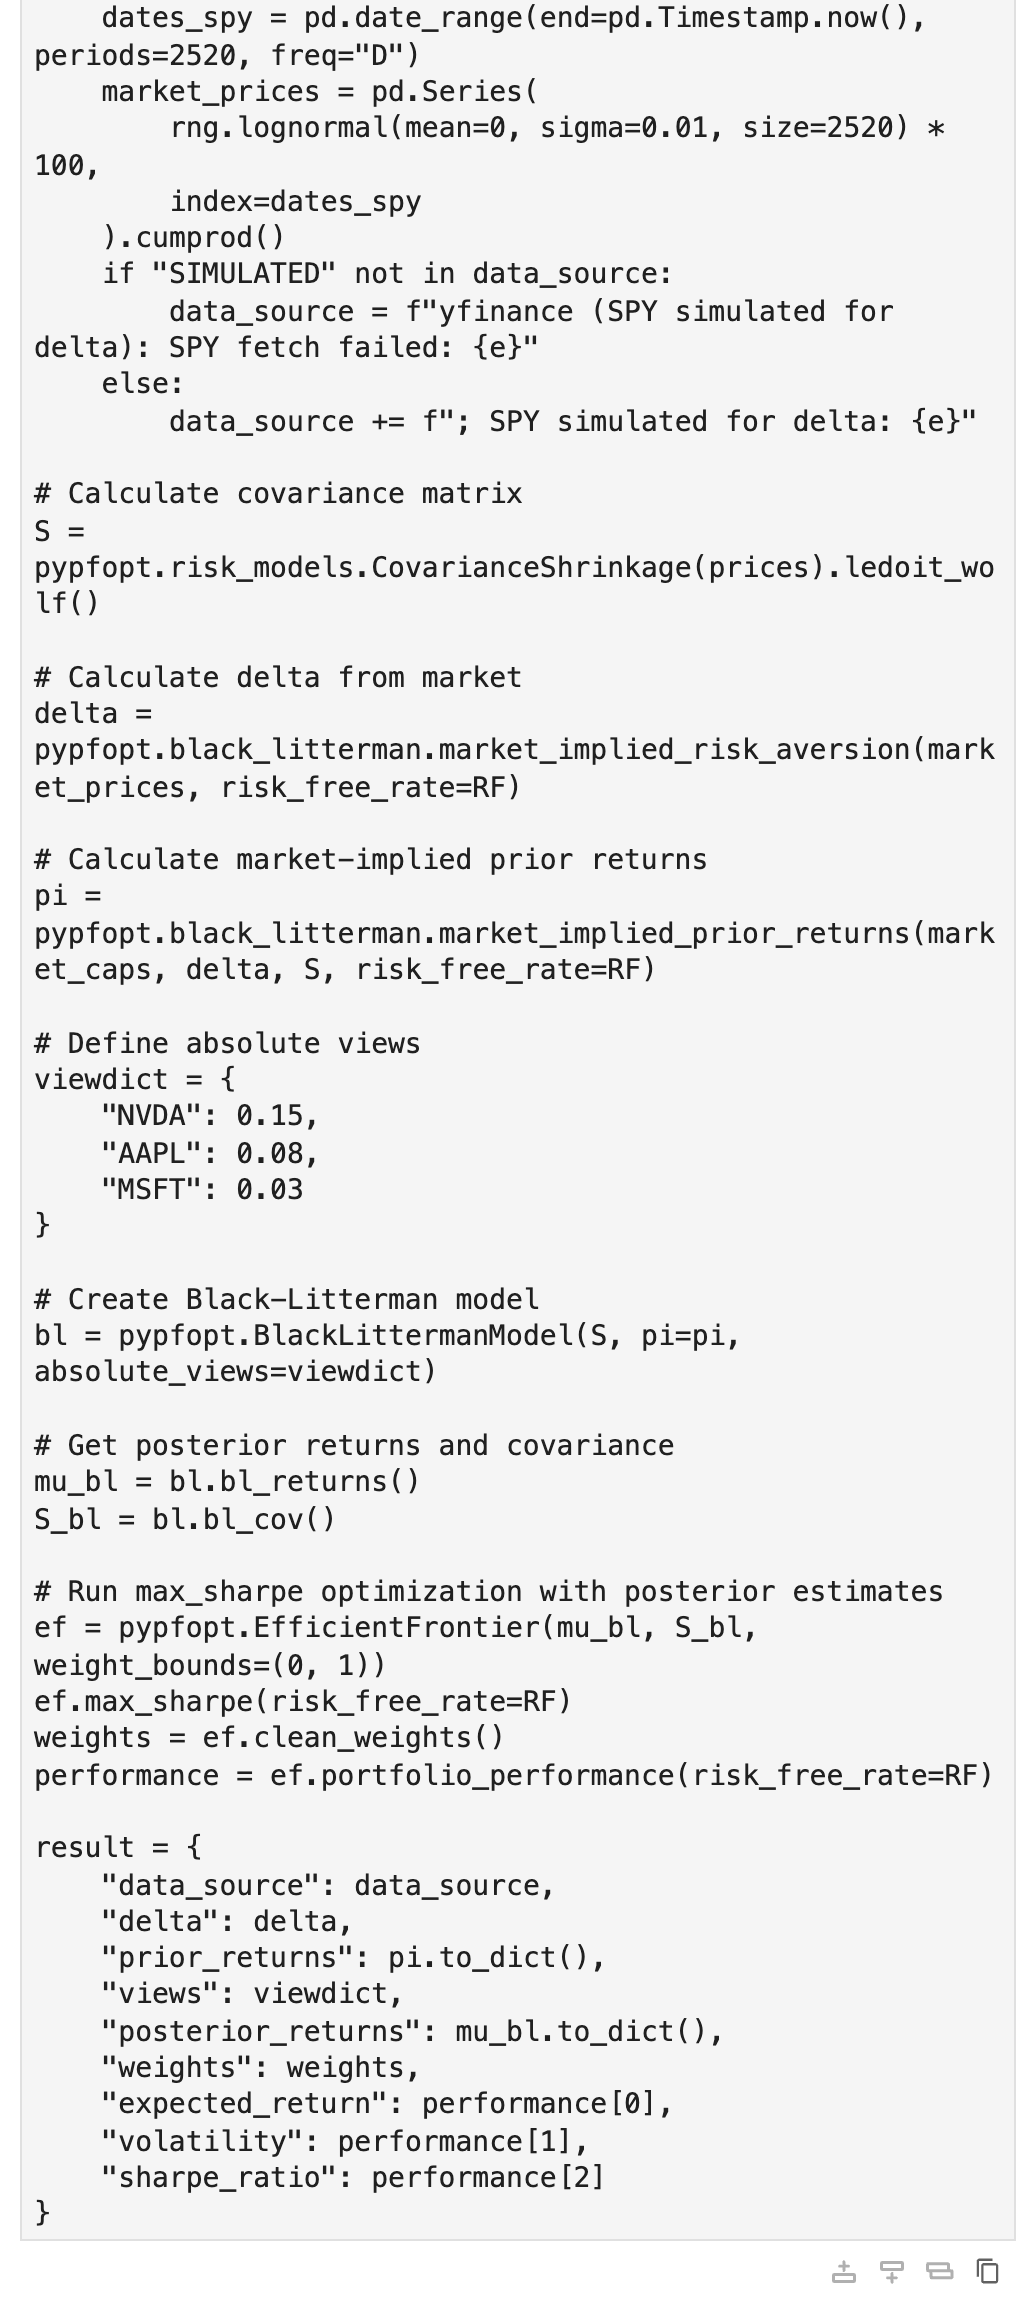 dates_spy = pd.date_range(end=pd.Timestamp.now(),
periods=2520, freq="D")
    market_prices = pd.Series(
        rng.lognormal(mean=0, sigma=0.01, size=2520) *
100,
        index=dates_spy
    ).cumprod()
    if "SIMULATED" not in data_source:
        data_source = f"yfinance (SPY simulated for
delta): SPY fetch failed: {e}"
    else:
        data_source += f"; SPY simulated for delta: {e}"

# Calculate covariance matrix
S =
pypfopt.risk_models.CovarianceShrinkage(prices).ledoit_wo
lf()

# Calculate delta from market
delta =
pypfopt.black_litterman.market_implied_risk_aversion(mark
et_prices, risk_free_rate=RF)

# Calculate market-implied prior returns
pi =
pypfopt.black_litterman.market_implied_prior_returns(mark
et_caps, delta, S, risk_free_rate=RF)

# Define absolute views
viewdict = {
    "NVDA": 0.15,
    "AAPL": 0.08,
    "MSFT": 0.03
}

# Create Black-Litterman model
bl = pypfopt.BlackLittermanModel(S, pi=pi,
absolute_views=viewdict)

# Get posterior returns and covariance
mu_bl = bl.bl_returns()
S_bl = bl.bl_cov()

# Run max_sharpe optimization with posterior estimates
ef = pypfopt.EfficientFrontier(mu_bl, S_bl,
weight_bounds=(0, 1))
ef.max_sharpe(risk_free_rate=RF)
weights = ef.clean_weights()
performance = ef.portfolio_performance(risk_free_rate=RF)

result = {
    "data_source": data_source,
    "delta": delta,
    "prior_returns": pi.to_dict(),
    "views": viewdict,
    "posterior_returns": mu_bl.to_dict(),
    "weights": weights,
    "expected_return": performance[0],
    "volatility": performance[1],
    "sharpe_ratio": performance[2]
}